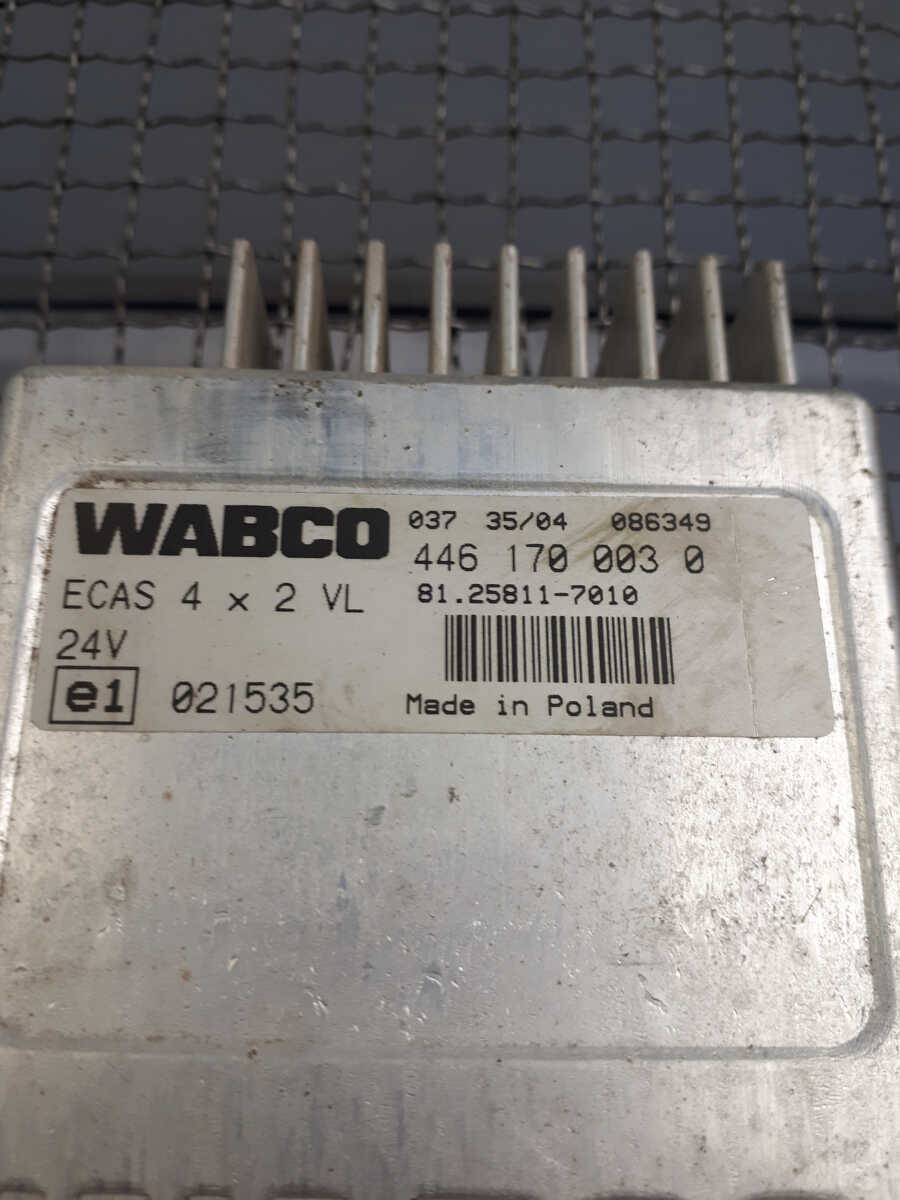 WABCO 037 35/04 086349
446 170 003 0
ECAS 4 x 2 VL 81.25811-7010
24V
e1 021535 Made in Poland